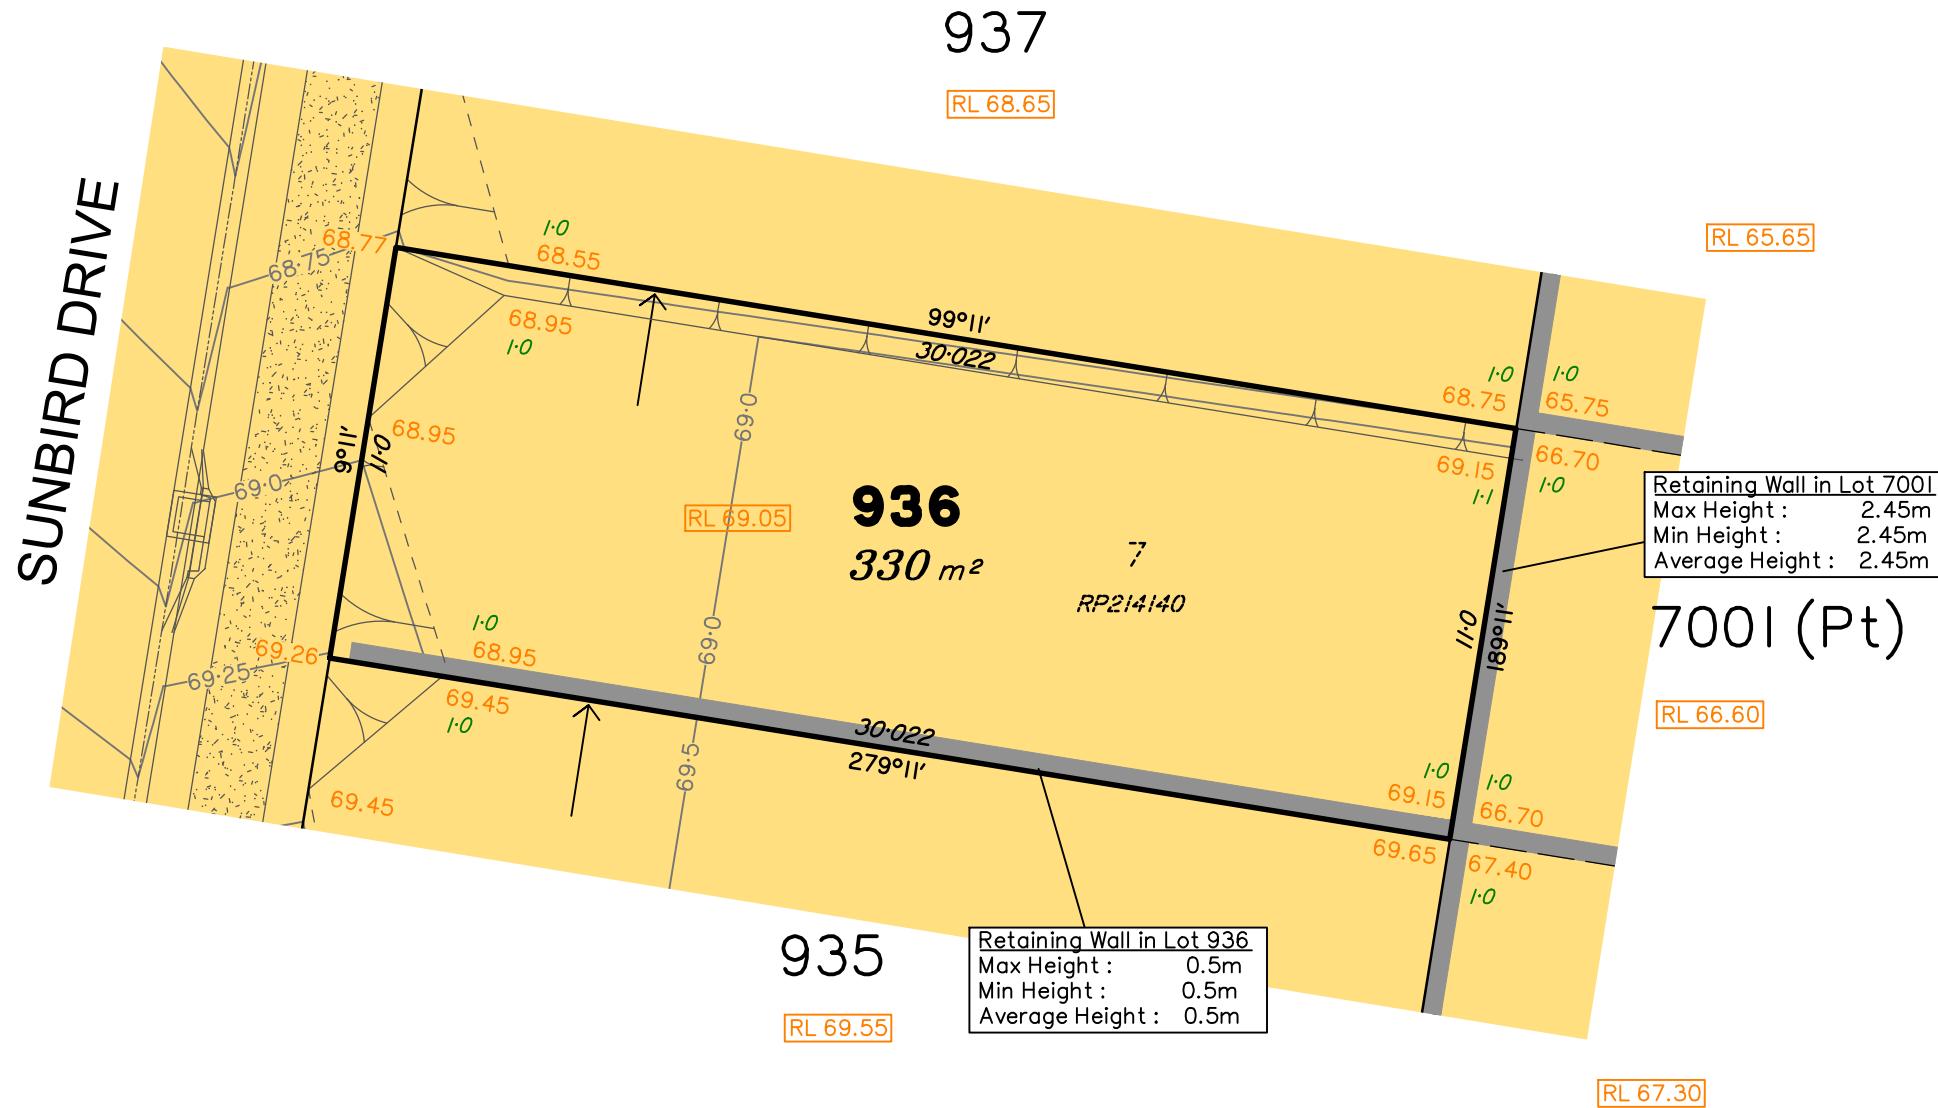 937
RL 68.65
SUNBIRD DRIVE
RL 65.65
68.77
68·75
1·0
68.55
68.95
1·0
99°11'
30·022
1·0
68.75
1·0
65.75
69.15
1·1
66.70
1·0
68.95
9°11'
11·0
69·0
69·0
RL 69.05
936
330 m²
7
RP214140
Retaining Wall in Lot 7001
Max Height : 2.45m
Min Height : 2.45m
Average Height : 2.45m
7001 (Pt)
11·0
189°11'
RL 66.60
69·0
1·0
68.95
69.26
69·25
69.45
1·0
69.45
69·5
30·022
279°11'
1·0
69.15
1·0
66.70
69.65
67.40
1·0
935
RL 69.55
Retaining Wall in Lot 936
Max Height : 0.5m
Min Height : 0.5m
Average Height : 0.5m
RL 67.30